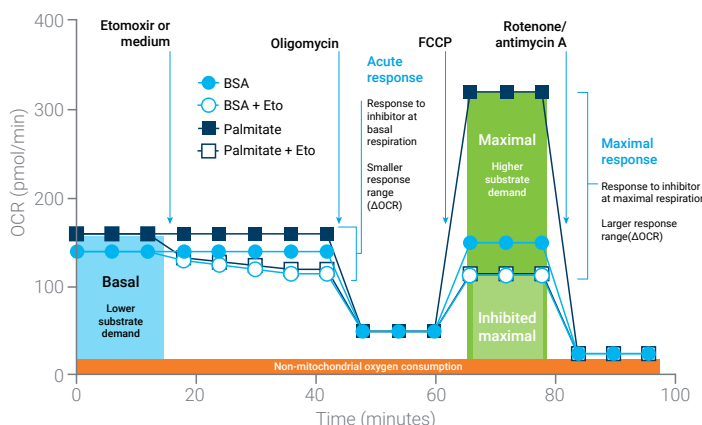 400
300
200
100
0
OCR (pmol/min)
Etomoxir or
medium
Oligomycin
Acute
response
FCCP
Rotenone/
antimycin A
BSA
BSA + Eto
Palmitate
Palmitate + Eto
Response to
inhibitor at
basal
respiration
Smaller
response
range
(ΔOCR)
Maximal
Higher
substrate
demand
Inhibited
maximal
Maximal
response
Response to inhibitor
at maximal respiration
Larger response
range(ΔOCR)
Basal
Lower
substrate
demand
Non-mitochondrial oxygen consumption
0
20
40
60
80
100
Time (minutes)